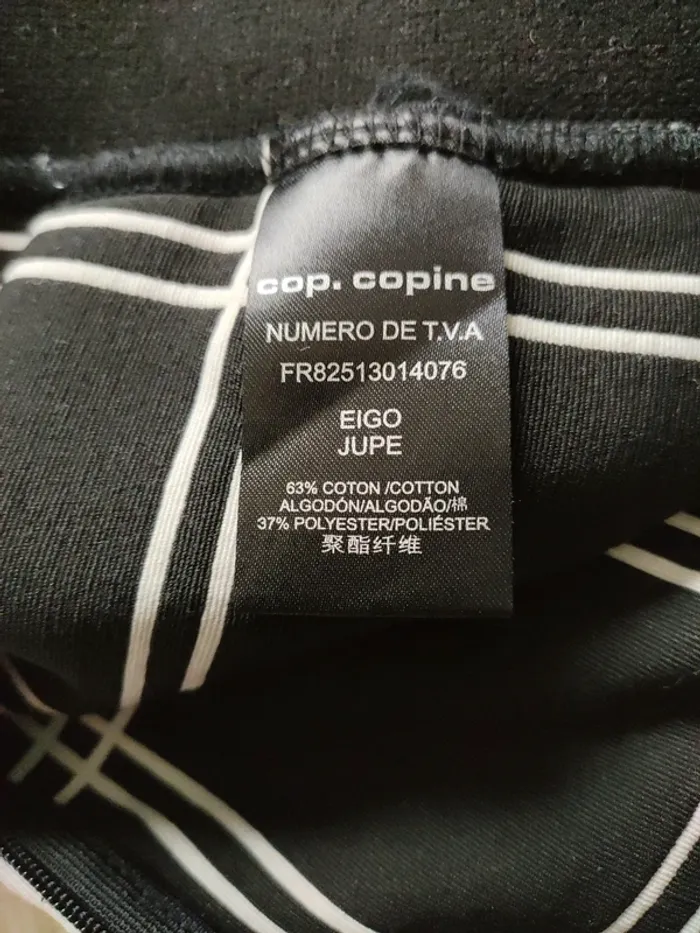 cop. copine
NUMERO DE T.V.A
FR82513014076
EIGO
JUPE
63% COTON /COTTON
ALGODÓN/ALGODÃO/棉
37% POLYESTER/POLIÉSTER
聚酯纤维